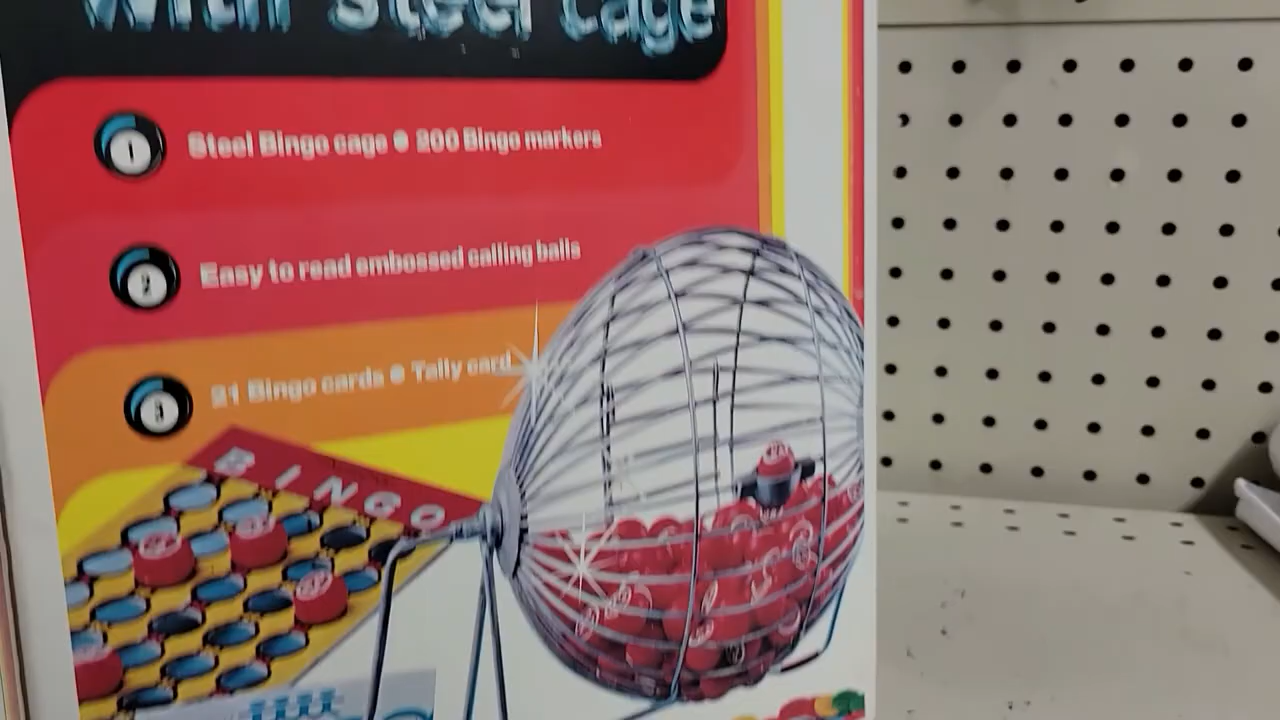 with steel cage
1
Steel Bingo cage ● 200 Bingo markers
2
Easy to read embossed calling balls
3
21 Bingo cards ● Tally card
BINGO